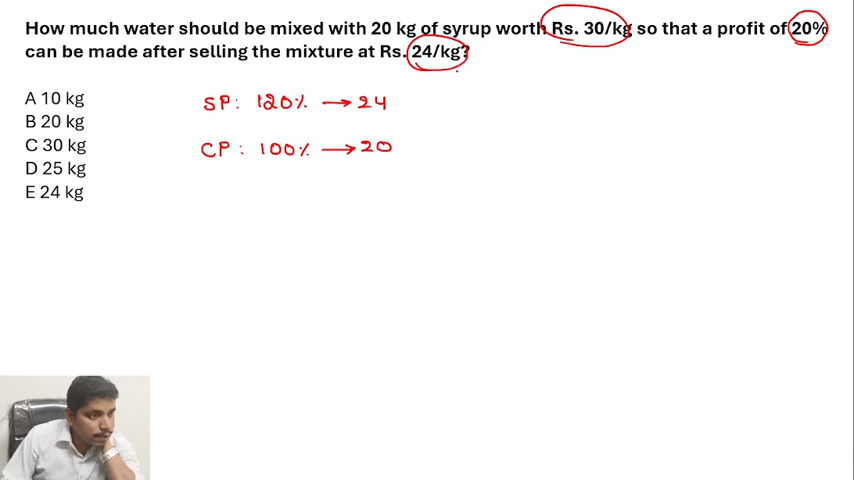 How much water should be mixed with 20 kg of syrup worth Rs. 30/kg so that a profit of 20%
can be made after selling the mixture at Rs. 24/kg?
A 10 kg
B 20 kg
C 30 kg
D 25 kg
E 24 kg
SP: 120% → 24
CP: 100% → 20